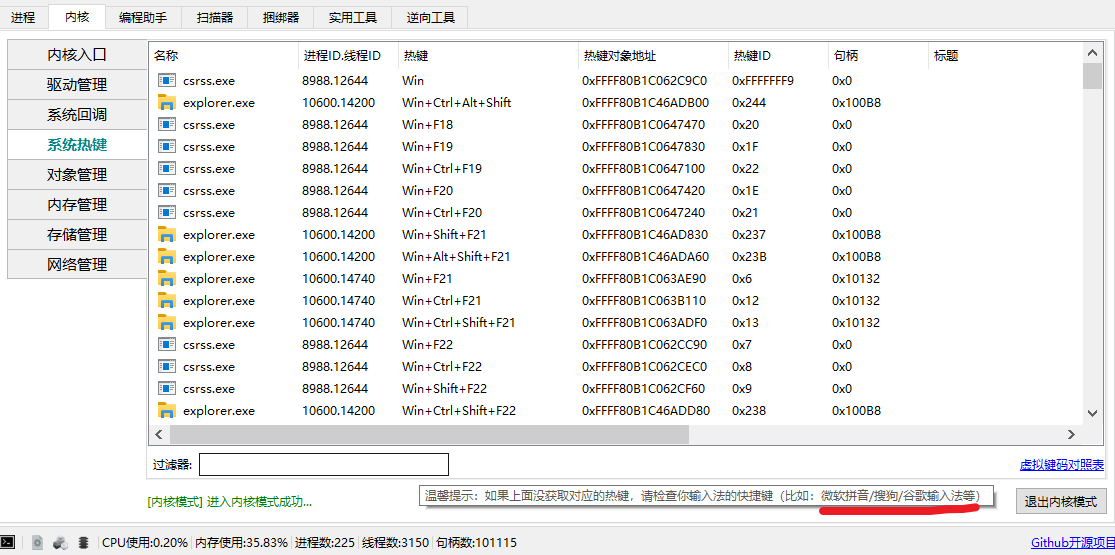 进程 内核 编程助手 扫描器 捆绑器 实用工具 逆向工具
内核入口
驱动管理
系统回调
系统热键
对象管理
内存管理
存储管理
网络管理
名称 进程ID.线程ID 热键 热键对象地址 热键ID 句柄 标题
csrss.exe 8988.12644 Win 0xFFFF80B1C062C9C0 0xFFFFFFF9 0x0
explorer.exe 10600.14200 Win+Ctrl+Alt+Shift 0xFFFF80B1C46ADB00 0x244 0x100B8
csrss.exe 8988.12644 Win+F18 0xFFFF80B1C0647470 0x20 0x0
csrss.exe 8988.12644 Win+F19 0xFFFF80B1C0647830 0x1F 0x0
csrss.exe 8988.12644 Win+Ctrl+F19 0xFFFF80B1C0647100 0x22 0x0
csrss.exe 8988.12644 Win+F20 0xFFFF80B1C06471A0 0x1E 0x0
csrss.exe 8988.12644 Win+Ctrl+F20 0xFFFF80B1C0647240 0x21 0x0
explorer.exe 10600.14200 Win+Shift+F21 0xFFFF80B1C46AD830 0x237 0x100B8
explorer.exe 10600.14200 Win+Alt+Shift+F21 0xFFFF80B1C46ADA60 0x23B 0x100B8
explorer.exe 10600.14740 Win+F21 0xFFFF80B1C063AE90 0x6 0x10132
explorer.exe 10600.14740 Win+Ctrl+F21 0xFFFF80B1C063B110 0x12 0x10132
explorer.exe 10600.14740 Win+Ctrl+Shift+F21 0xFFFF80B1C063ADF0 0x13 0x10132
csrss.exe 8988.12644 Win+F22 0xFFFF80B1C062CC90 0x7 0x0
csrss.exe 8988.12644 Win+Ctrl+F22 0xFFFF80B1C062CEC0 0x8 0x0
csrss.exe 8988.12644 Win+Shift+F22 0xFFFF80B1C062CF60 0x9 0x0
explorer.exe 10600.14200 Win+Ctrl+Shift+F22 0xFFFF80B1C46ADD80 0x238 0x100B8
过滤器: 虚拟键码对照表
[内核模式] 进入内核模式成功... 温馨提示：如果上面没获取对应的热键，请检查你输入法的快捷键（比如：微软拼音/搜狗/谷歌输入法等） 退出内核模式
CPU使用:0.20% 内存使用:35.83% 进程数:225 线程数:3150 句柄数:101115 Github开源项目